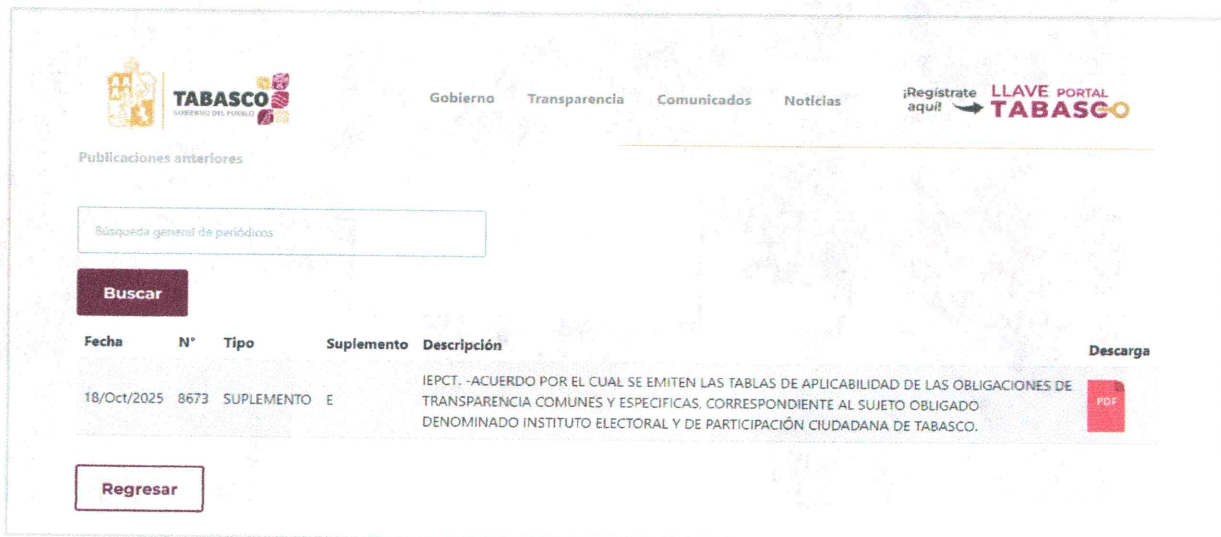 TABASCO
GOBIERNO DEL PUEBLO
Gobierno Transparencia Comunicados Noticias
¡Regístrate aquí!
LLAVE PORTAL
TABASCO
Publicaciones anteriores
Búsqueda general de periódicos
Buscar
Fecha N° Tipo Suplemento Descripción Descarga
18/Oct/2025 8673 SUPLEMENTO E
IEPCT. -ACUERDO POR EL CUAL SE EMITEN LAS TABLAS DE APLICABILIDAD DE LAS OBLIGACIONES DE
TRANSPARENCIA COMUNES Y ESPECIFICAS, CORRESPONDIENTE AL SUJETO OBLIGADO
DENOMINADO INSTITUTO ELECTORAL Y DE PARTICIPACIÓN CIUDADANA DE TABASCO.
PDF
Regresar